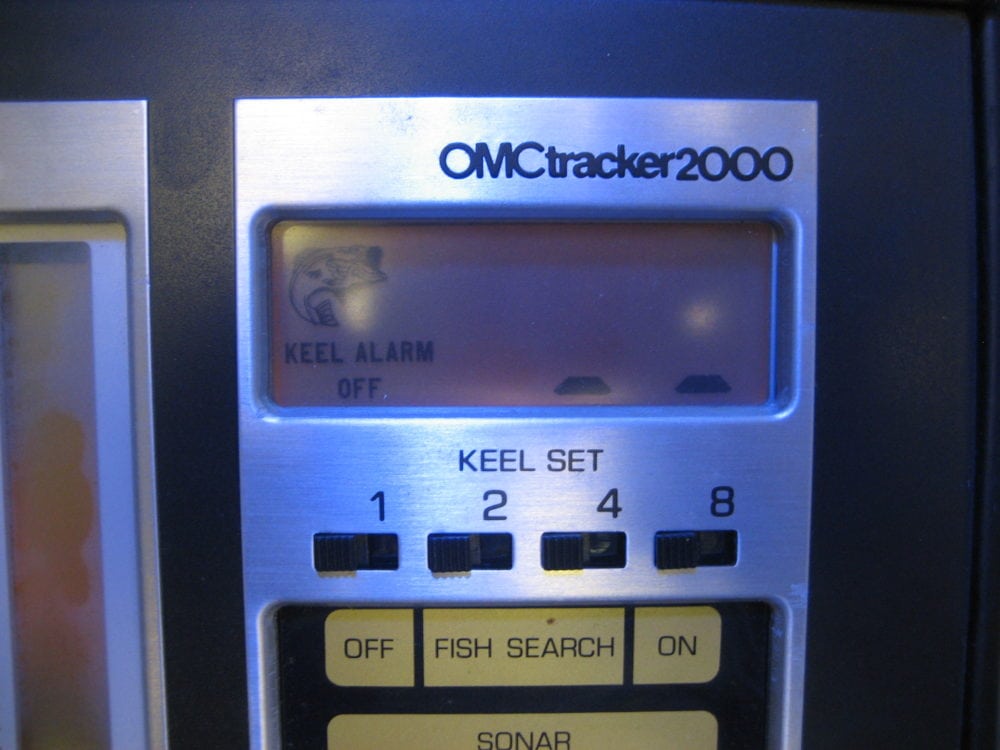 OMCtracker2000
KEEL ALARM
OFF
KEEL SET
1 2 4 8
OFF FISH SEARCH ON
SONAR